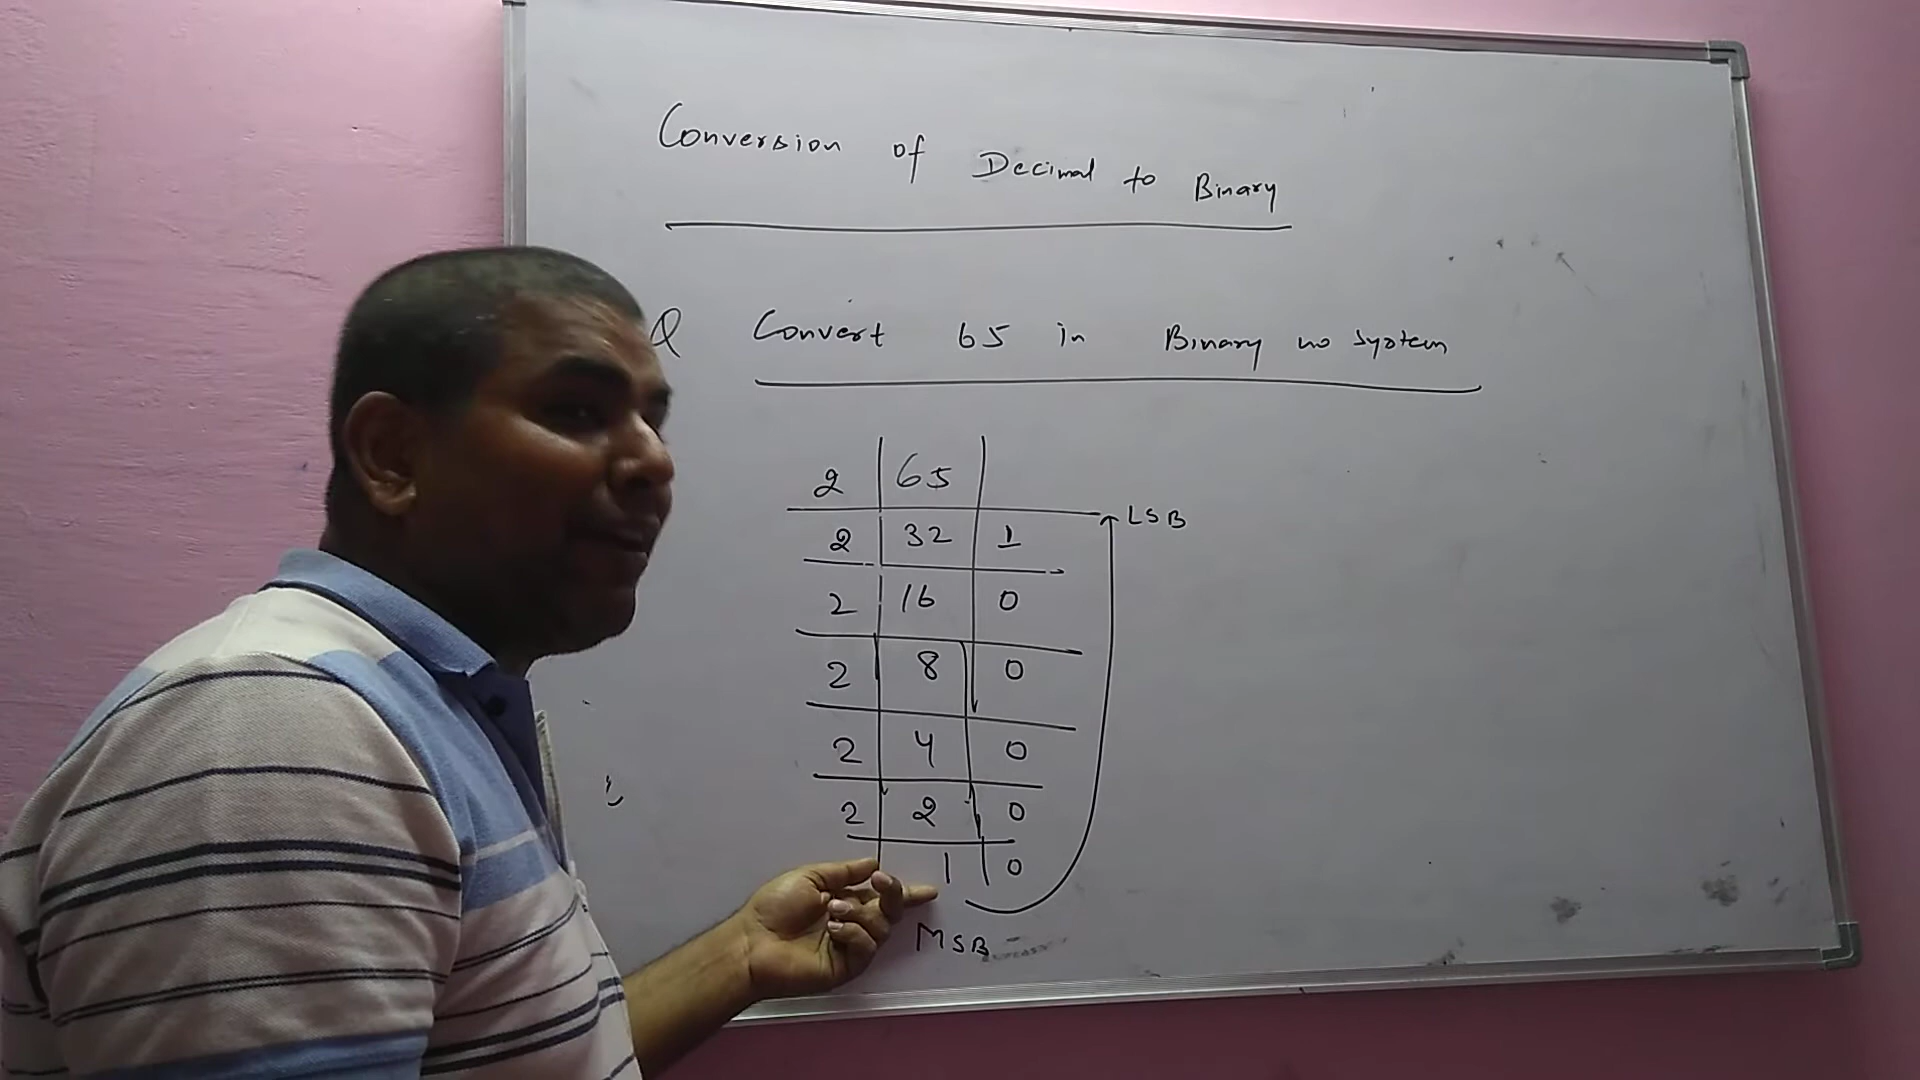 Conversion of Decimal to Binary
Q Convert 65 in Binary no system
2 65
LSB
2 32 1
2 16 0
2 8 0
2 4 0
2 2 0
1 0
MSB